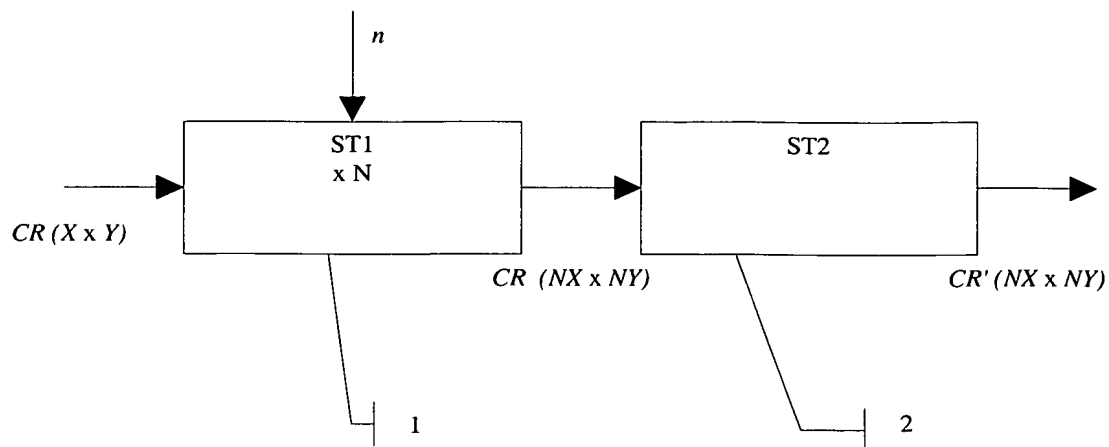 n
ST1
x N
ST2
CR (X x Y)
CR (NX x NY)
CR' (NX x NY)
1
2